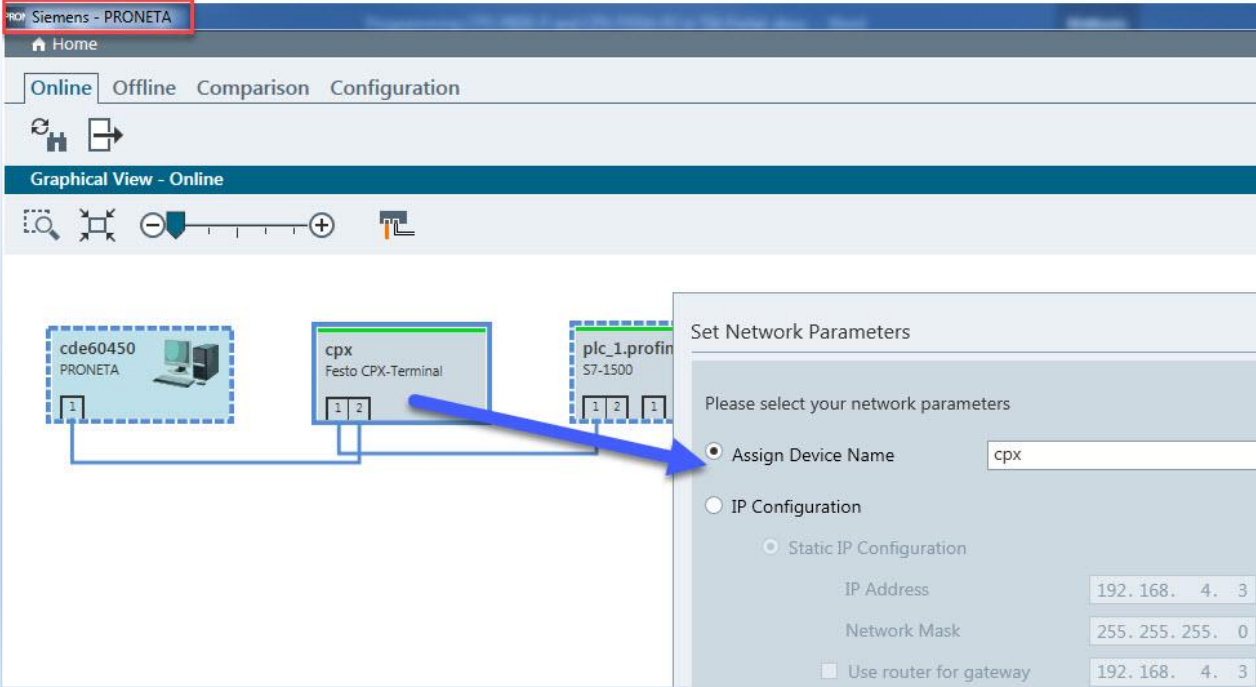 Siemens - PRONETA
Home
Online Offline Comparison Configuration
Graphical View - Online
cde60450
PRONETA
1
cpx
Festo CPX-Terminal
1 2
plc_1.profin
S7-1500
1 2 1
Set Network Parameters
Please select your network parameters
Assign Device Name cpx
IP Configuration
Static IP Configuration
IP Address 192.168. 4. 3
Network Mask 255.255.255. 0
Use router for gateway 192.168. 4. 3